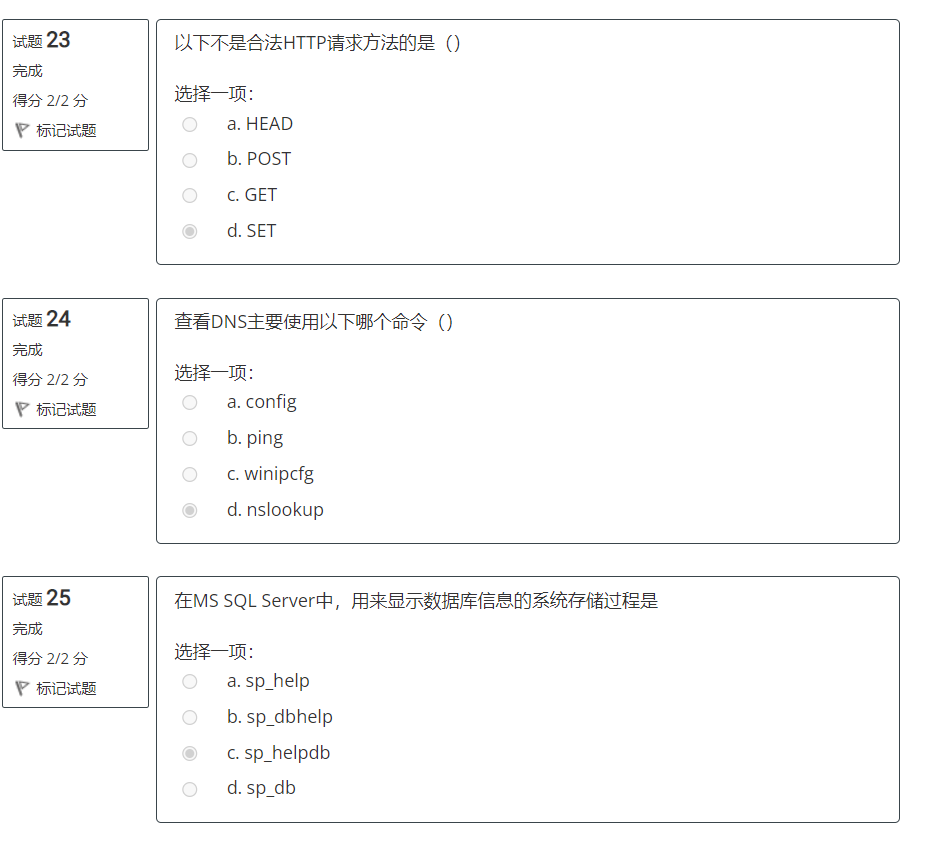 试题 23
完成
得分 2/2 分
标记试题
以下不是合法HTTP请求方法的是（）
选择一项：
a. HEAD
b. POST
c. GET
d. SET
试题 24
完成
得分 2/2 分
标记试题
查看DNS主要使用以下哪个命令（）
选择一项：
a. config
b. ping
c. winipcfg
d. nslookup
试题 25
完成
得分 2/2 分
标记试题
在MS SQL Server中，用来显示数据库信息的系统存储过程是
选择一项：
a. sp_help
b. sp_dbhelp
c. sp_helpdb
d. sp_db